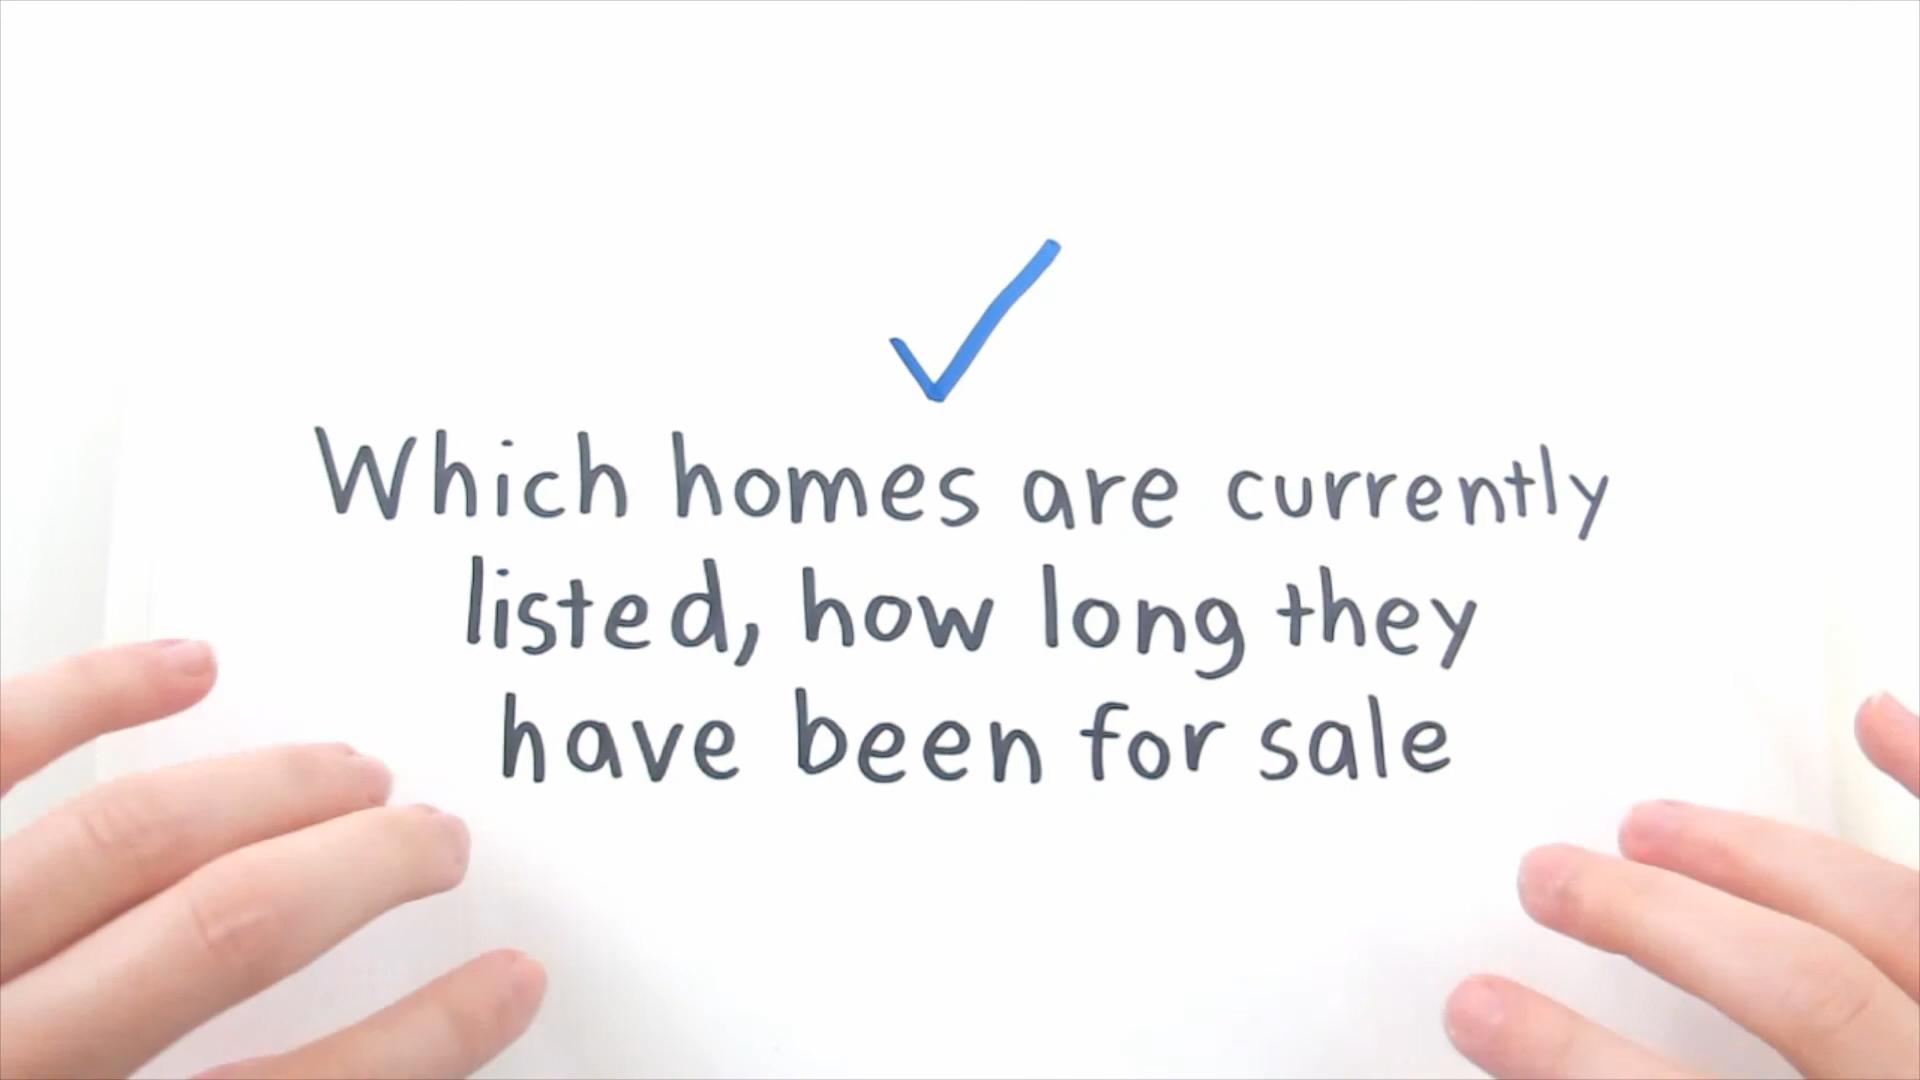 Which homes are currently
listed, how long they
have been for sale